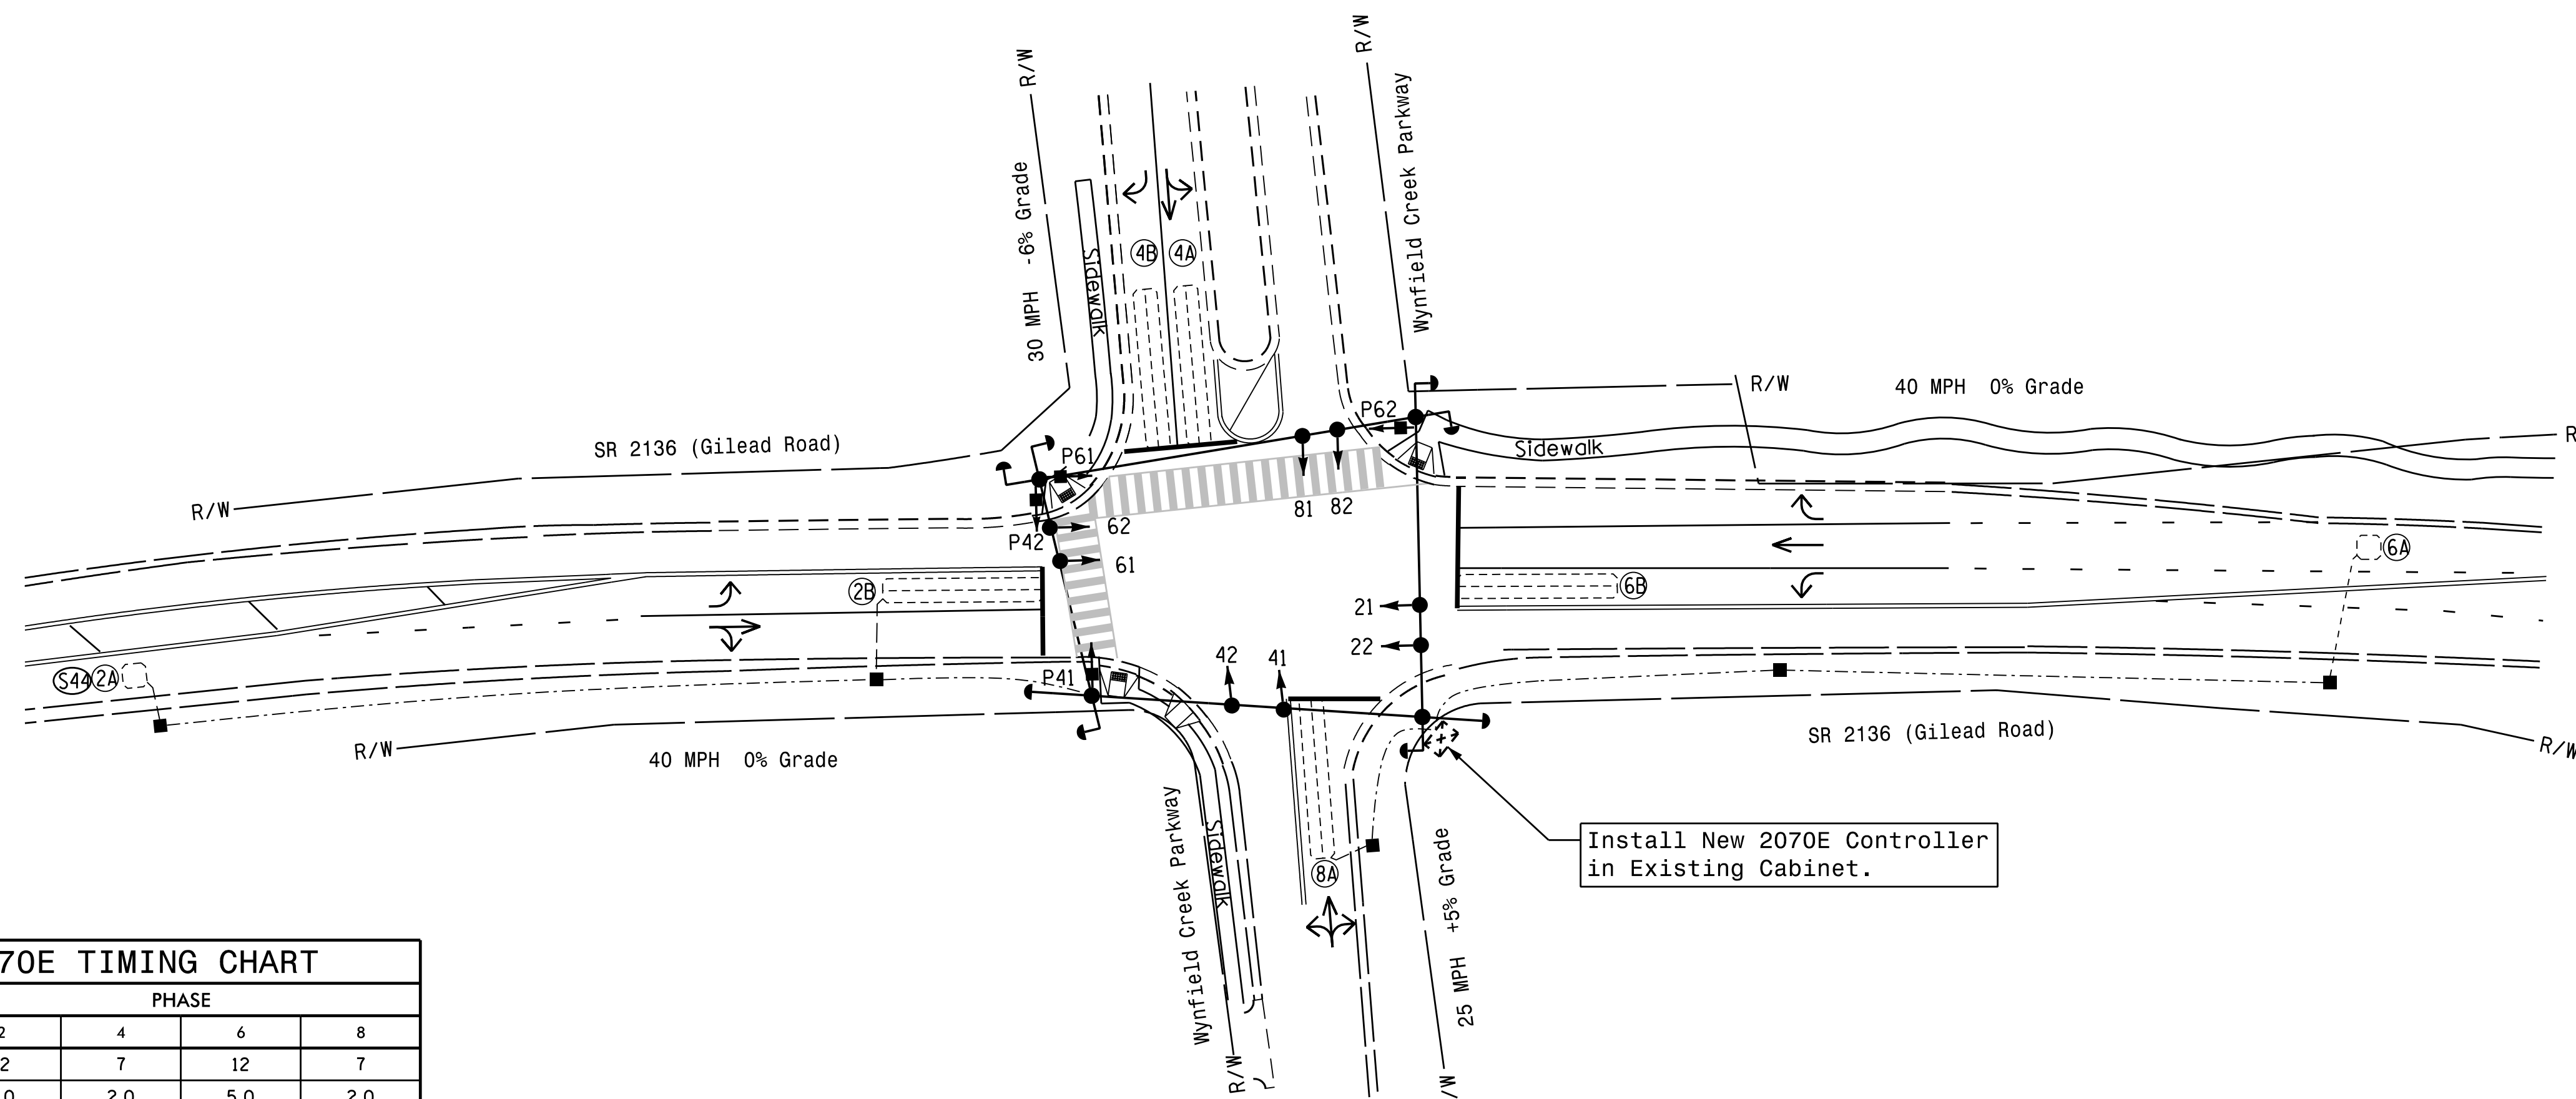 R/W
R/W
30 MPH -6% Grade
Wynfield Creek Parkway
Sidewalk
4B
4A
R/W
40 MPH 0% Grade
P62
SR 2136 (Gilead Road)
P61
Sidewalk
R/W
81
82
62
P42
61
6A
2B
6B
21
22
42
41
S44
2A
P41
R/W
40 MPH 0% Grade
SR 2136 (Gilead Road)
R/W
Wynfield Creek Parkway
Sidewalk
8A
25 MPH +5% Grade
Install New 2070E Controller
in Existing Cabinet.
R/W
/W
70E TIMING CHART
PHASE
2 4 6 8
2 7 12 7
.0 2.0 5.0 2.0